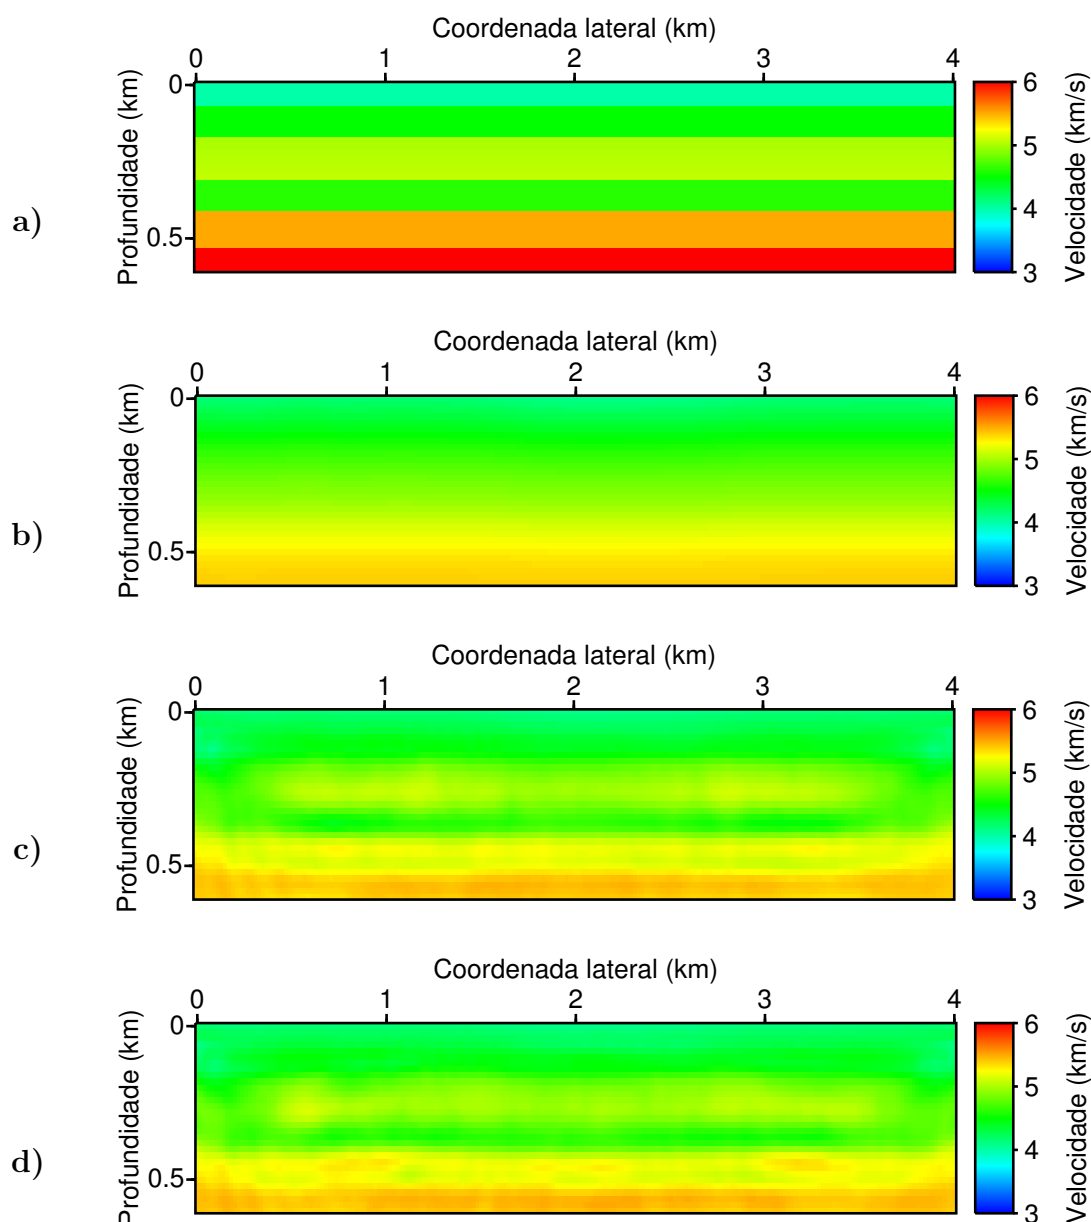 Coordenada lateral (km)
0 1 2 3 4
Profundidade (km)
0
0.5
a)
6
5
4
3
Velocidade (km/s)
Coordenada lateral (km)
0 1 2 3 4
Profundidade (km)
0
0.5
b)
6
5
4
3
Velocidade (km/s)
Coordenada lateral (km)
0 1 2 3 4
Profundidade (km)
0
0.5
c)
6
5
4
3
Velocidade (km/s)
Coordenada lateral (km)
0 1 2 3 4
Profundidade (km)
0
0.5
d)
6
5
4
3
Velocidade (km/s)